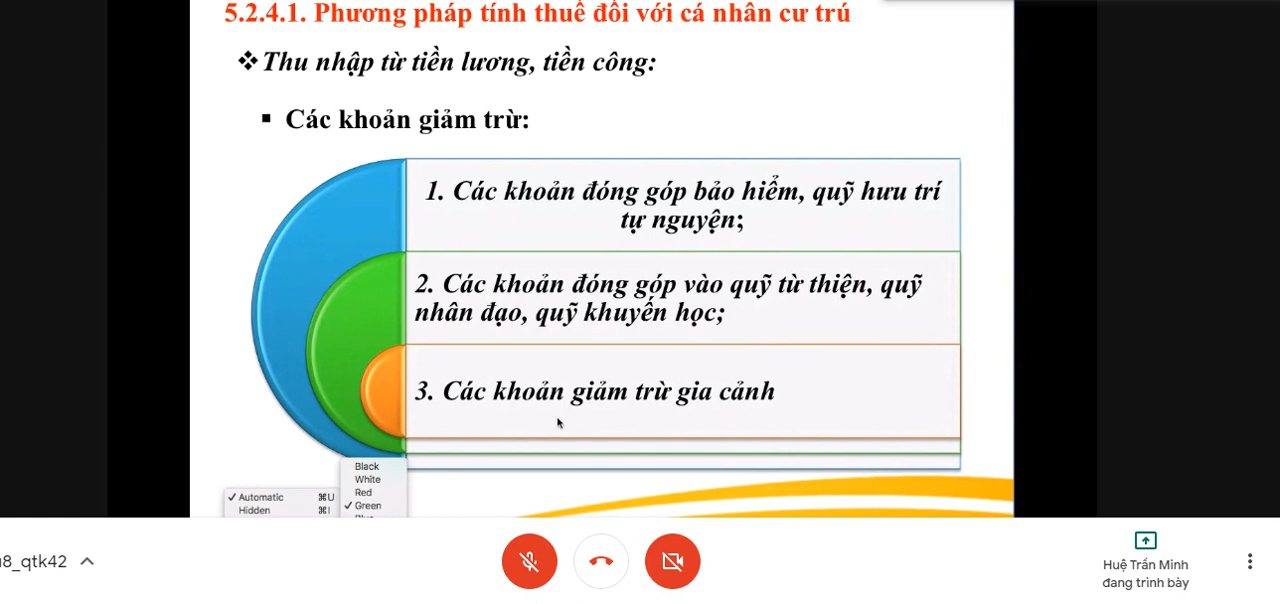 5.2.4.1. Phương pháp tính thuế đối với cá nhân cư trú
❖Thu nhập từ tiền lương, tiền công:
▪ Các khoản giảm trừ:
1. Các khoản đóng góp bảo hiểm, quỹ hưu trí
tự nguyện;
2. Các khoản đóng góp vào quỹ từ thiện, quỹ
nhân đạo, quỹ khuyến học;
3. Các khoản giảm trừ gia cảnh
Black
White
Red
✓ Green
✓ Automatic ⌘U
Hidden ⌘I
8_qtk42
Huệ Trần Minh
đang trình bày